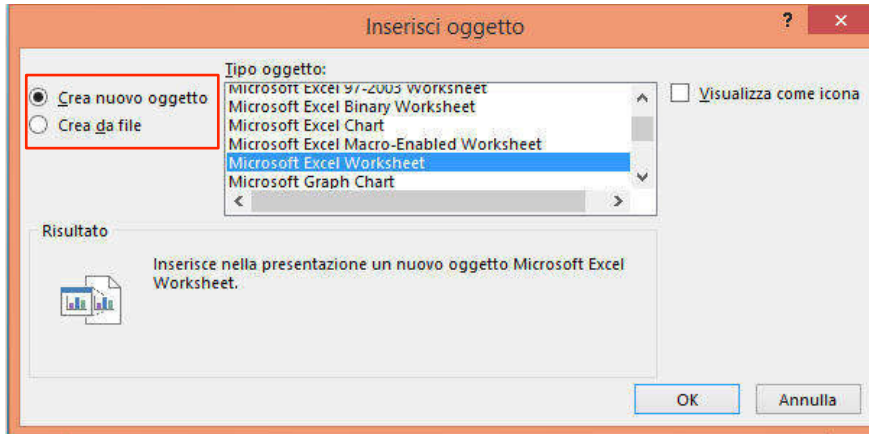 Inserisci oggetto
? ×
Tipo oggetto:
Crea nuovo oggetto
Crea da file
Microsoft Excel 97-2003 Worksheet
Microsoft Excel Binary Worksheet
Microsoft Excel Chart
Microsoft Excel Macro-Enabled Worksheet
Microsoft Excel Worksheet
Microsoft Graph Chart
Visualizza come icona
Risultato
Inserisce nella presentazione un nuovo oggetto Microsoft Excel
Worksheet.
OK
Annulla